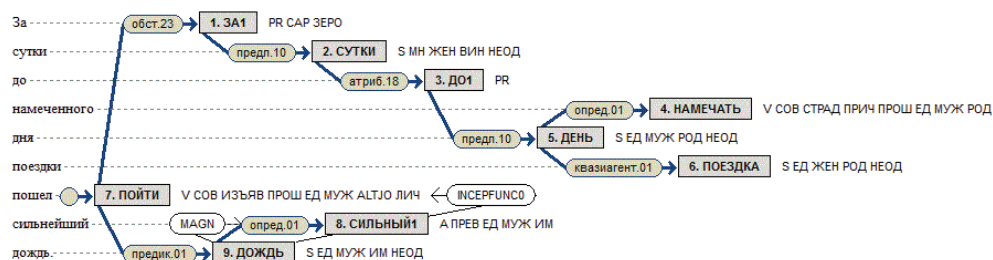 За обст.23 1. ЗА1 PR CAP ЗЕРО
сутки предл.10 2. СУТКИ S МН ЖЕН ВИН НЕОД
до атриб.18 3. ДО1 PR
намеченного опред.01 4. НАМЕЧАТЬ V СОВ СТРАД ПРИЧ ПРОШ ЕД МУЖ РОД
дня предл.10 5. ДЕНЬ S ЕД МУЖ РОД НЕОД
поездки квазиагент.01 6. ПОЕЗДКА S ЕД ЖЕН РОД НЕОД
пошел 7. ПОЙТИ V СОВ ИЗЪЯВ ПРОШ ЕД МУЖ ALTJO ЛИЧ INCEPFUNC0
сильнейший MAGN опред.01 8. СИЛЬНЫЙ1 A ПРЕВ ЕД МУЖ ИМ
дождь. предик.01 9. ДОЖДЬ S ЕД МУЖ ИМ НЕОД